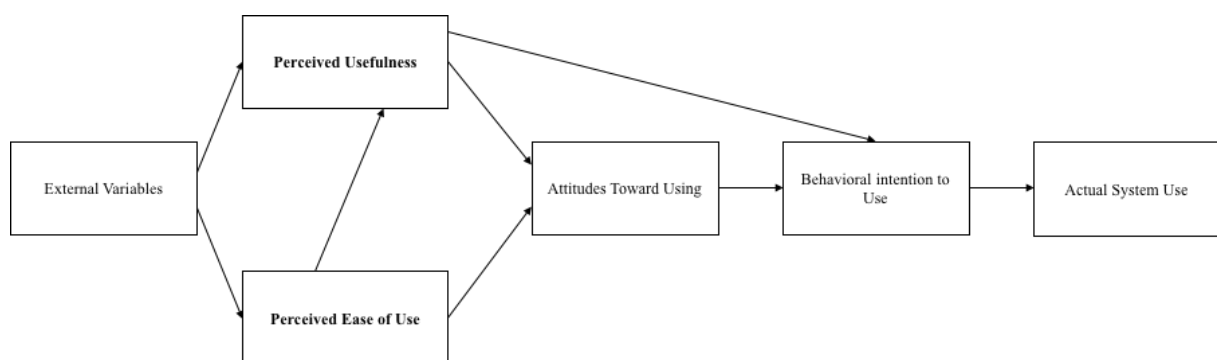 Perceived Usefulness
External Variables
Attitudes Toward Using
Behavioral intention to
Use
Actual System Use
Perceived Ease of Use